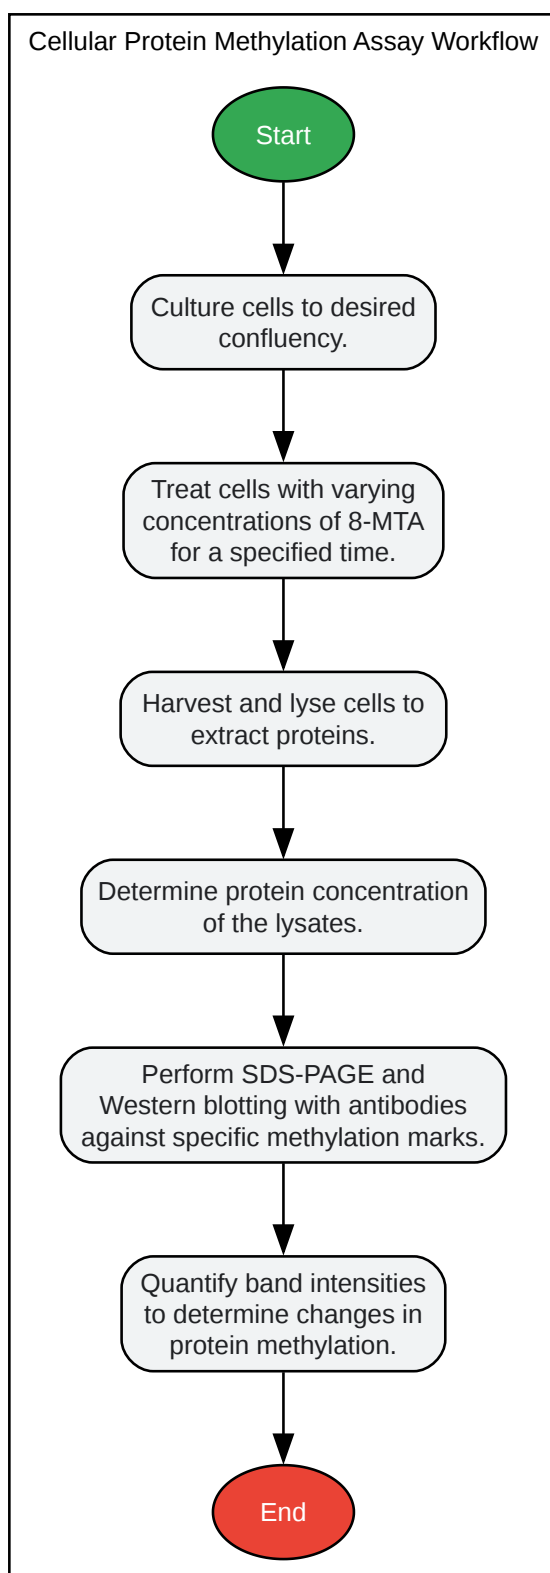 Cellular Protein Methylation Assay Workflow
Start
Culture cells to desired
confluency.
Treat cells with varying
concentrations of 8-MTA
for a specified time.
Harvest and lyse cells to
extract proteins.
Determine protein concentration
of the lysates.
Perform SDS-PAGE and
Western blotting with antibodies
against specific methylation marks.
Quantify band intensities
to determine changes in
protein methylation.
End